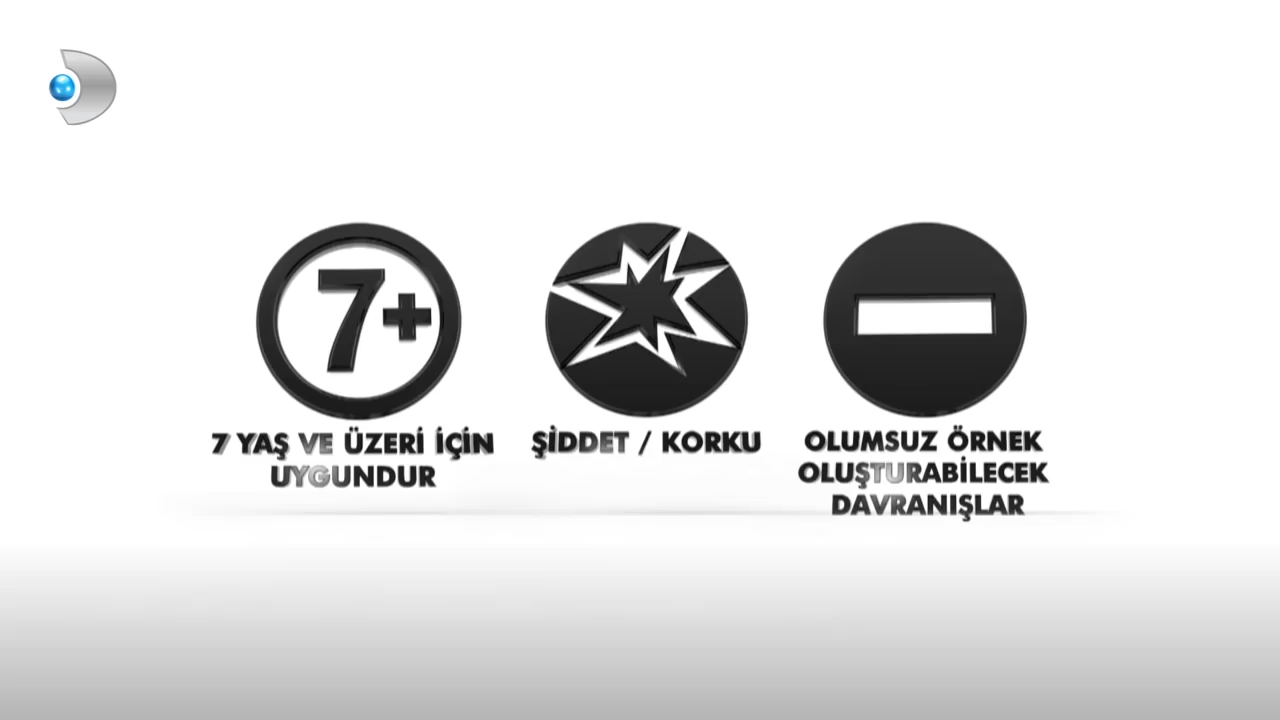 7+
7 YAŞ VE ÜZERİ İÇİN
UYGUNDUR
ŞİDDET / KORKU
OLUMSUZ ÖRNEK
OLUŞTURABİLECEK
DAVRANIŞLAR